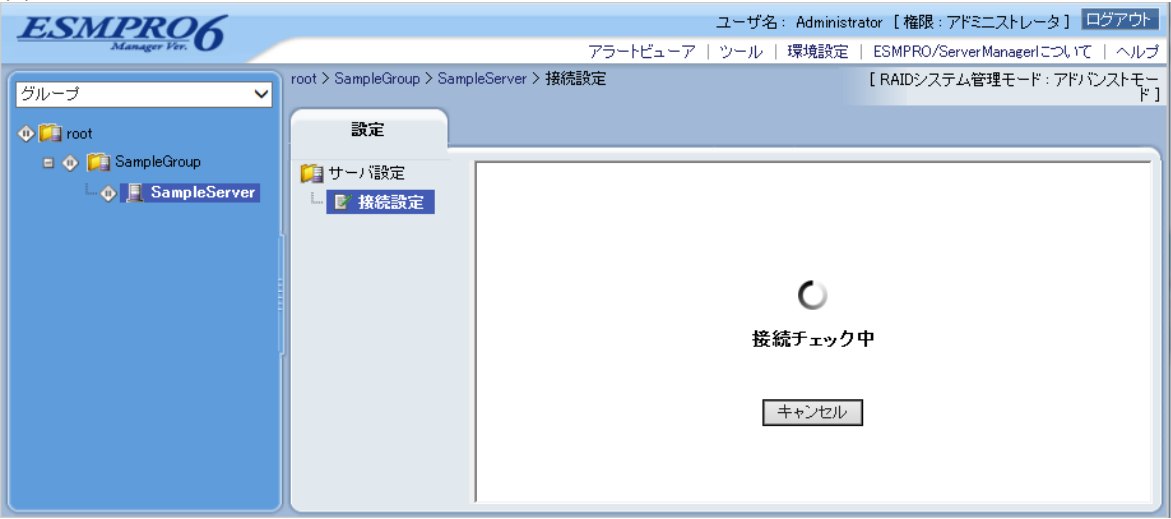 ESMPRO6
Manager Ver.
ユーザ名： Administrator [ 権限：アドミニストレータ ] ログアウト
アラートビューア | ツール | 環境設定 | ESMPRO/ServerManagerについて | ヘルプ
グループ
root
SampleGroup
SampleServer
root > SampleGroup > SampleServer > 接続設定
[ RAIDシステム管理モード：アドバンストモー
ド ]
設定
サーバ設定
接続設定
接続チェック中
キャンセル